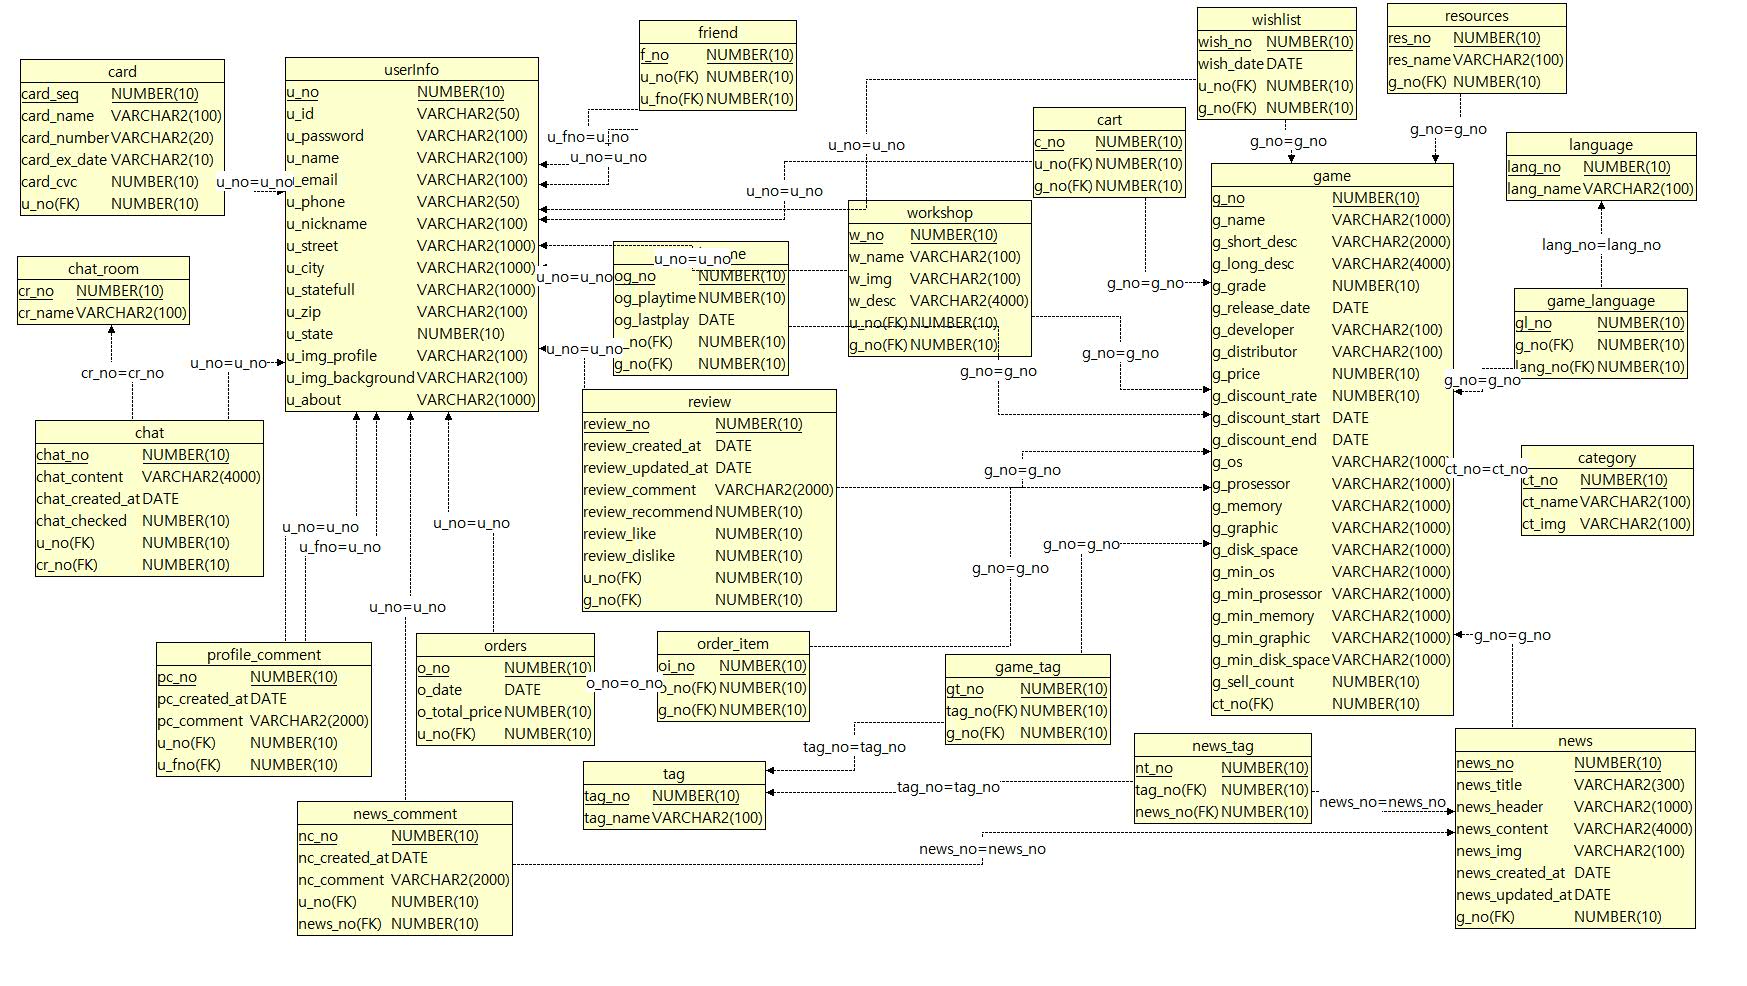 card
card_seq NUMBER(10)
card_name VARCHAR2(100)
card_number VARCHAR2(20)
card_ex_date VARCHAR2(10)
card_cvc NUMBER(10)
u_no(FK) NUMBER(10)
u_no=u_no
userInfo
u_no NUMBER(10)
u_id VARCHAR2(50)
u_password VARCHAR2(100)
u_name VARCHAR2(100)
u_email VARCHAR2(100)
u_phone VARCHAR2(50)
u_nickname VARCHAR2(100)
u_street VARCHAR2(1000)
u_city VARCHAR2(1000)
u_statefull VARCHAR2(1000)
u_zip VARCHAR2(100)
u_state NUMBER(10)
u_img_profile VARCHAR2(100)
u_img_background VARCHAR2(100)
u_about VARCHAR2(1000)
friend
f_no NUMBER(10)
u_no(FK) NUMBER(10)
u_fno(FK) NUMBER(10)
u_fno=u_no
u_no=u_no
wishlist
wish_no NUMBER(10)
wish_date DATE
u_no(FK) NUMBER(10)
g_no(FK) NUMBER(10)
u_no=u_no
g_no=g_no
resources
res_no NUMBER(10)
res_name VARCHAR2(100)
g_no(FK) NUMBER(10)
g_no=g_no
cart
c_no NUMBER(10)
u_no(FK) NUMBER(10)
g_no(FK) NUMBER(10)
u_no=u_no
g_no=g_no
language
lang_no NUMBER(10)
lang_name VARCHAR2(100)
lang_no=lang_no
game_language
gl_no NUMBER(10)
g_no(FK) NUMBER(10)
lang_no(FK) NUMBER(10)
g_no=g_no
workshop
w_no NUMBER(10)
w_name VARCHAR2(100)
w_img VARCHAR2(100)
w_desc VARCHAR2(4000)
u_no(FK) NUMBER(10)
g_no(FK) NUMBER(10)
u_no=u_no
g_no=g_no
og_no NUMBER(10)
og_playtime NUMBER(10)
og_lastplay DATE
_no(FK) NUMBER(10)
g_no(FK) NUMBER(10)
u_no=u_no
g_no=g_no
game
g_no NUMBER(10)
g_name VARCHAR2(1000)
g_short_desc VARCHAR2(2000)
g_long_desc VARCHAR2(4000)
g_grade NUMBER(10)
g_release_date DATE
g_developer VARCHAR2(100)
g_distributor VARCHAR2(100)
g_price NUMBER(10)
g_discount_rate NUMBER(10)
g_discount_start DATE
g_discount_end DATE
g_os VARCHAR2(1000
g_prosessor VARCHAR2(1000)
g_memory VARCHAR2(1000)
g_graphic VARCHAR2(1000)
g_disk_space VARCHAR2(1000)
g_min_os VARCHAR2(1000)
g_min_prosessor VARCHAR2(1000)
g_min_memory VARCHAR2(1000)
g_min_graphic VARCHAR2(1000)
g_min_disk_space VARCHAR2(1000)
g_sell_count NUMBER(10)
ct_no(FK) NUMBER(10)
chat_room
cr_no NUMBER(10)
cr_name VARCHAR2(100)
cr_no=cr_no
u_no=u_no
chat
chat_no NUMBER(10)
chat_content VARCHAR2(4000)
chat_created_at DATE
chat_checked NUMBER(10)
u_no(FK) NUMBER(10)
cr_no(FK) NUMBER(10)
u_no=u_no
review
review_no NUMBER(10)
review_created_at DATE
review_updated_at DATE
review_comment VARCHAR2(2000)
review_recommend NUMBER(10)
review_like NUMBER(10)
review_dislike NUMBER(10)
u_no(FK) NUMBER(10)
g_no(FK) NUMBER(10)
g_no=g_no
ct_no=ct_no
category
ct_no NUMBER(10)
ct_name VARCHAR2(100)
ct_img VARCHAR2(100)
u_no=u_no
u_fno=u_no
profile_comment
pc_no NUMBER(10)
pc_created_at DATE
pc_comment VARCHAR2(2000)
u_no(FK) NUMBER(10)
u_fno(FK) NUMBER(10)
u_no=u_no
orders
o_no NUMBER(10)
o_date DATE
o_total_price NUMBER(10)
u_no(FK) NUMBER(10)
o_no=o_no
order_item
oi_no NUMBER(10)
o_no(FK) NUMBER(10)
g_no(FK) NUMBER(10)
g_no=g_no
g_no=g_no
game_tag
gt_no NUMBER(10)
tag_no(FK) NUMBER(10)
g_no(FK) NUMBER(10)
tag_no=tag_no
tag
tag_no NUMBER(10)
tag_name VARCHAR2(100)
tag_no=tag_no
news_tag
nt_no NUMBER(10)
tag_no(FK) NUMBER(10)
news_no(FK) NUMBER(10)
news_no=news_no
g_no=g_no
news
news_no NUMBER(10)
news_title VARCHAR2(300)
news_header VARCHAR2(1000)
news_content VARCHAR2(4000)
news_img VARCHAR2(100)
news_created_at DATE
news_updated_at DATE
g_no(FK) NUMBER(10)
u_no=u_no
news_comment
nc_no NUMBER(10)
nc_created_at DATE
nc_comment VARCHAR2(2000)
u_no(FK) NUMBER(10)
news_no(FK) NUMBER(10)
news_no=news_no